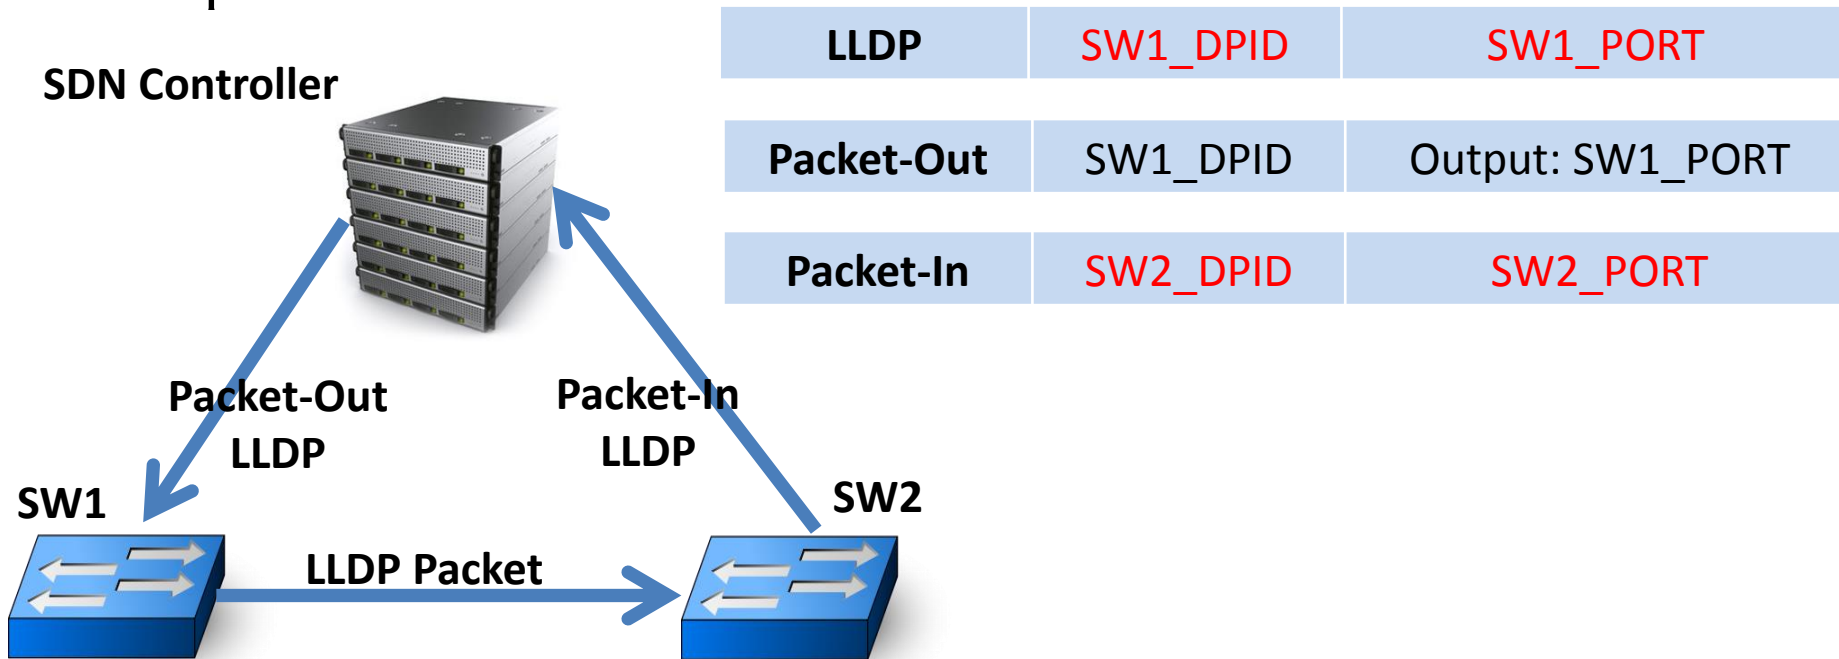 SDN Controller
LLDP SW1_DPID SW1_PORT
Packet-Out SW1_DPID Output: SW1_PORT
Packet-In SW2_DPID SW2_PORT
Packet-Out
LLDP
Packet-In
LLDP
SW1
SW2
LLDP Packet